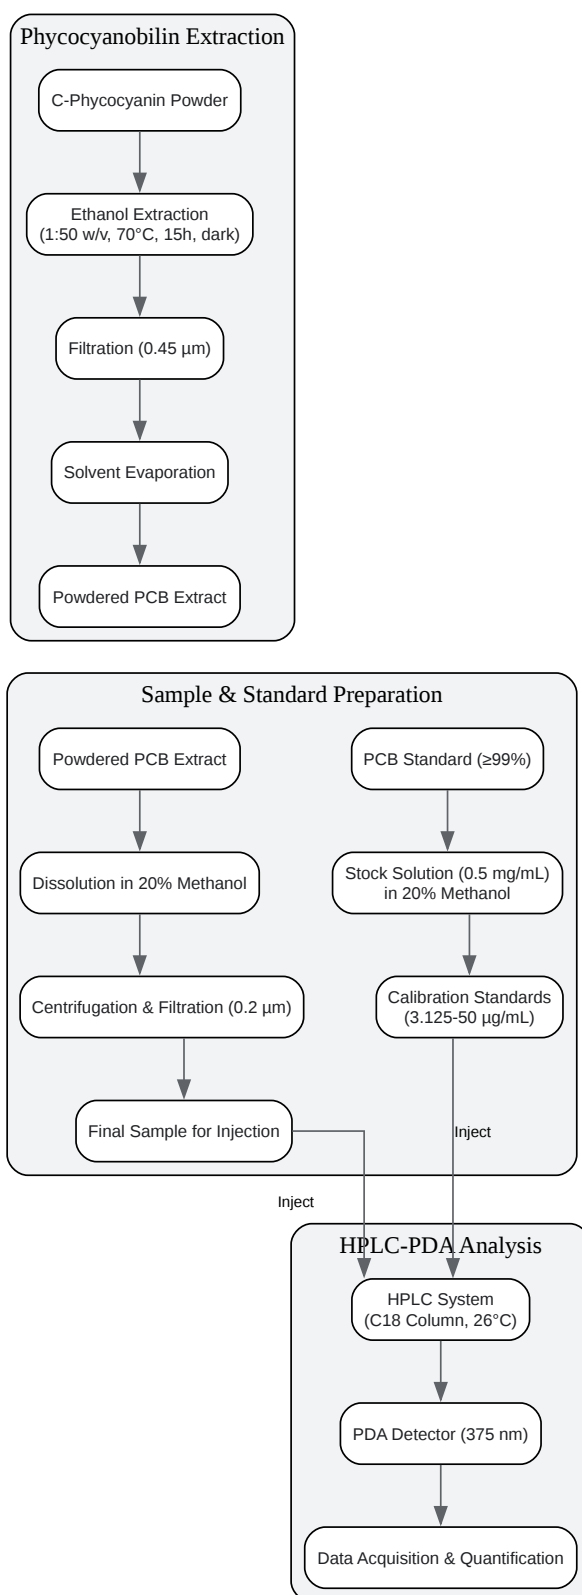 Phycocyanobilin Extraction
C-Phycocyanin Powder
Ethanol Extraction
(1:50 w/v, 70°C, 15h, dark)
Filtration (0.45 µm)
Solvent Evaporation
Powdered PCB Extract
Sample & Standard Preparation
Powdered PCB Extract
Dissolution in 20% Methanol
Centrifugation & Filtration (0.2 µm)
Final Sample for Injection
PCB Standard (≥99%)
Stock Solution (0.5 mg/mL)
in 20% Methanol
Calibration Standards
(3.125-50 µg/mL)
Inject
Inject
HPLC-PDA Analysis
HPLC System
(C18 Column, 26°C)
PDA Detector (375 nm)
Data Acquisition & Quantification